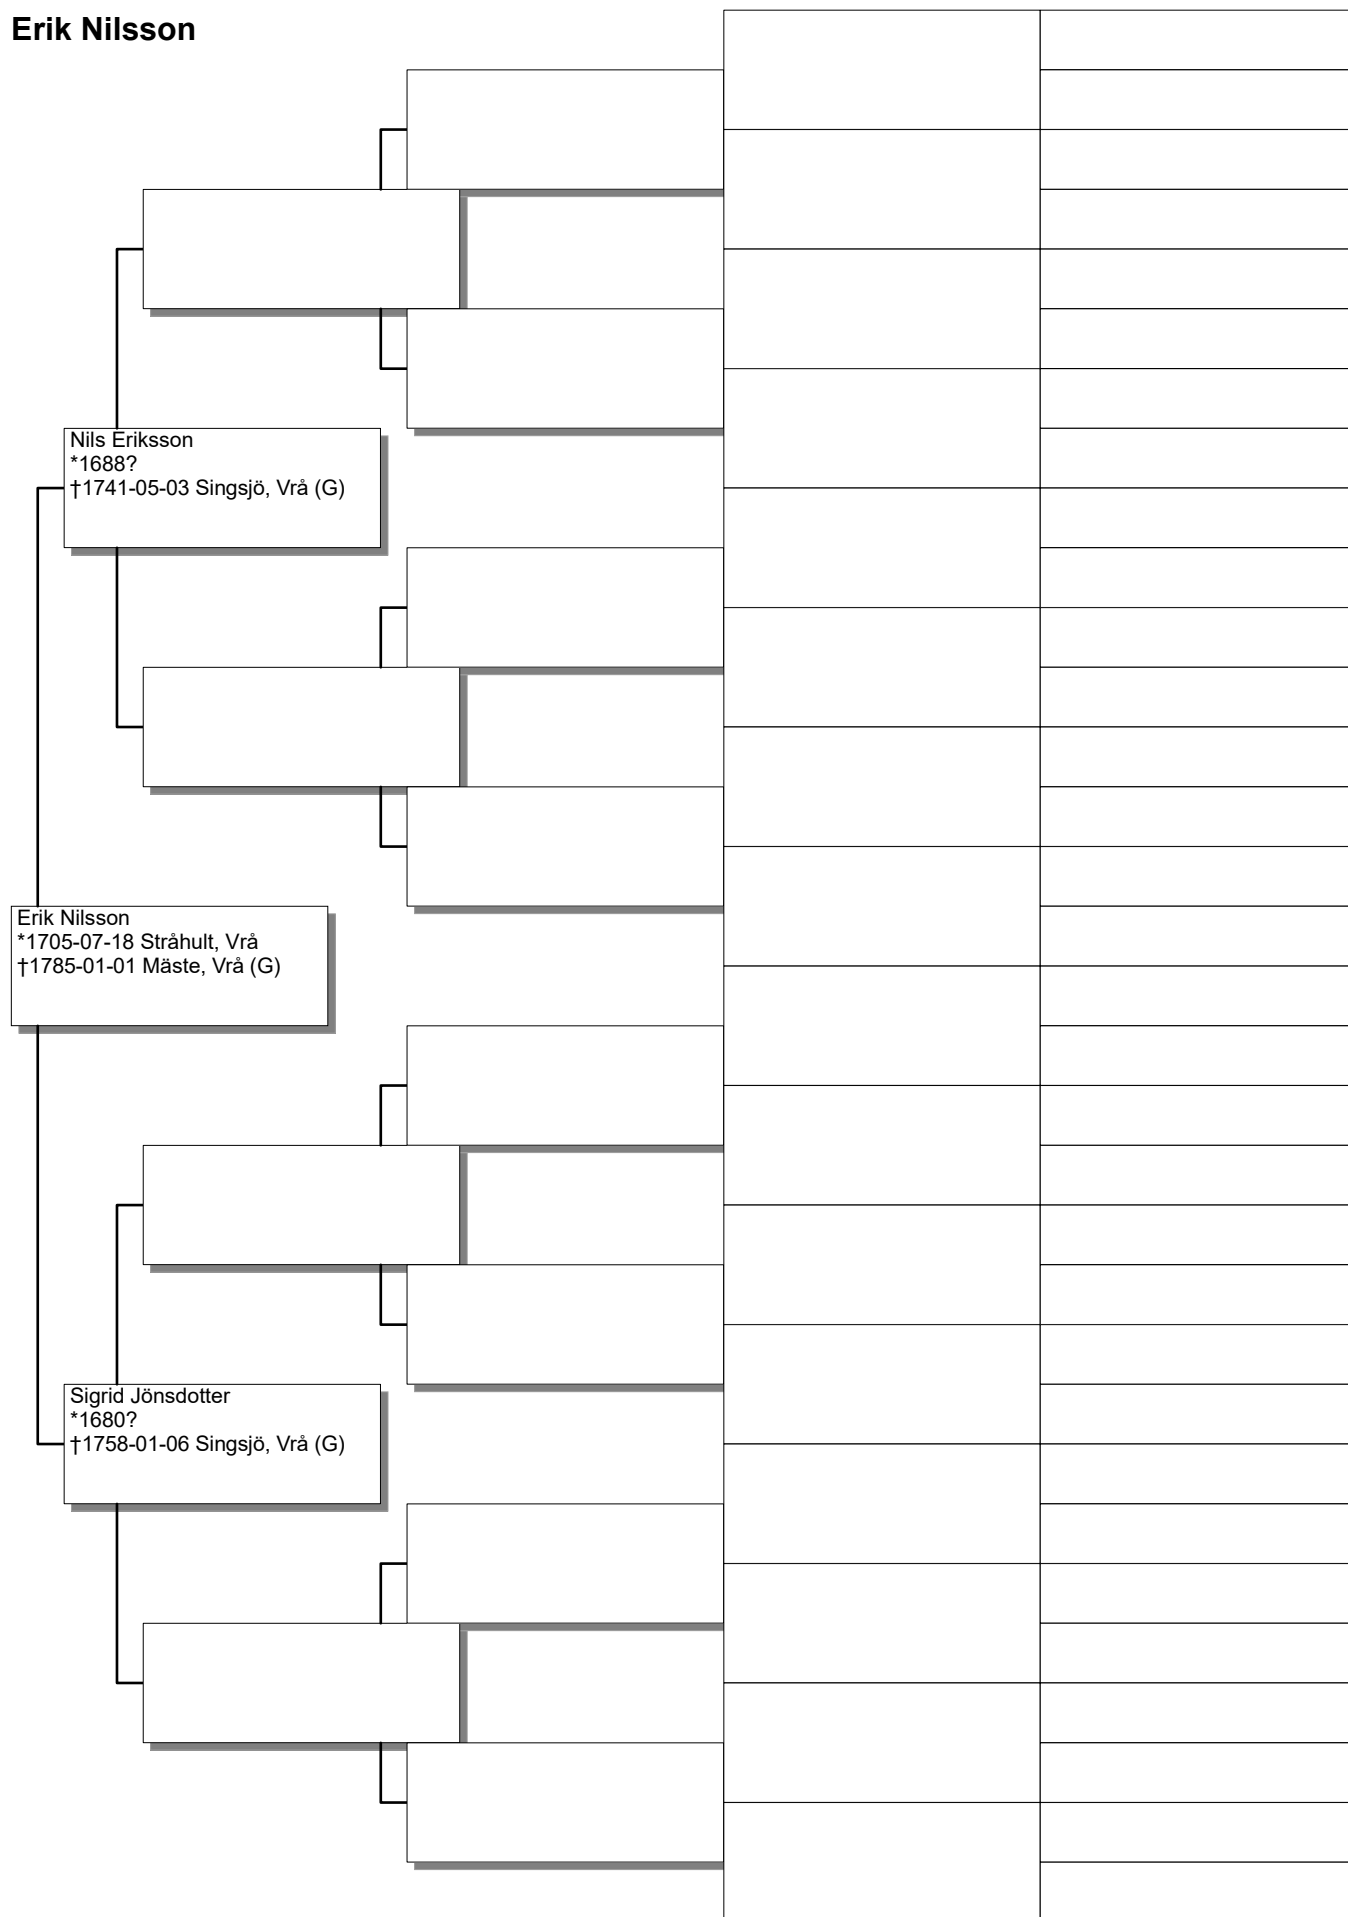 Erik Nilsson
Nils Eriksson
*1688?
†1741-05-03 Singsjö, Vrå (G)
Erik Nilsson
*1705-07-18 Stråhult, Vrå
†1785-01-01 Mäste, Vrå (G)
Sigrid Jönsdotter
*1680?
†1758-01-06 Singsjö, Vrå (G)